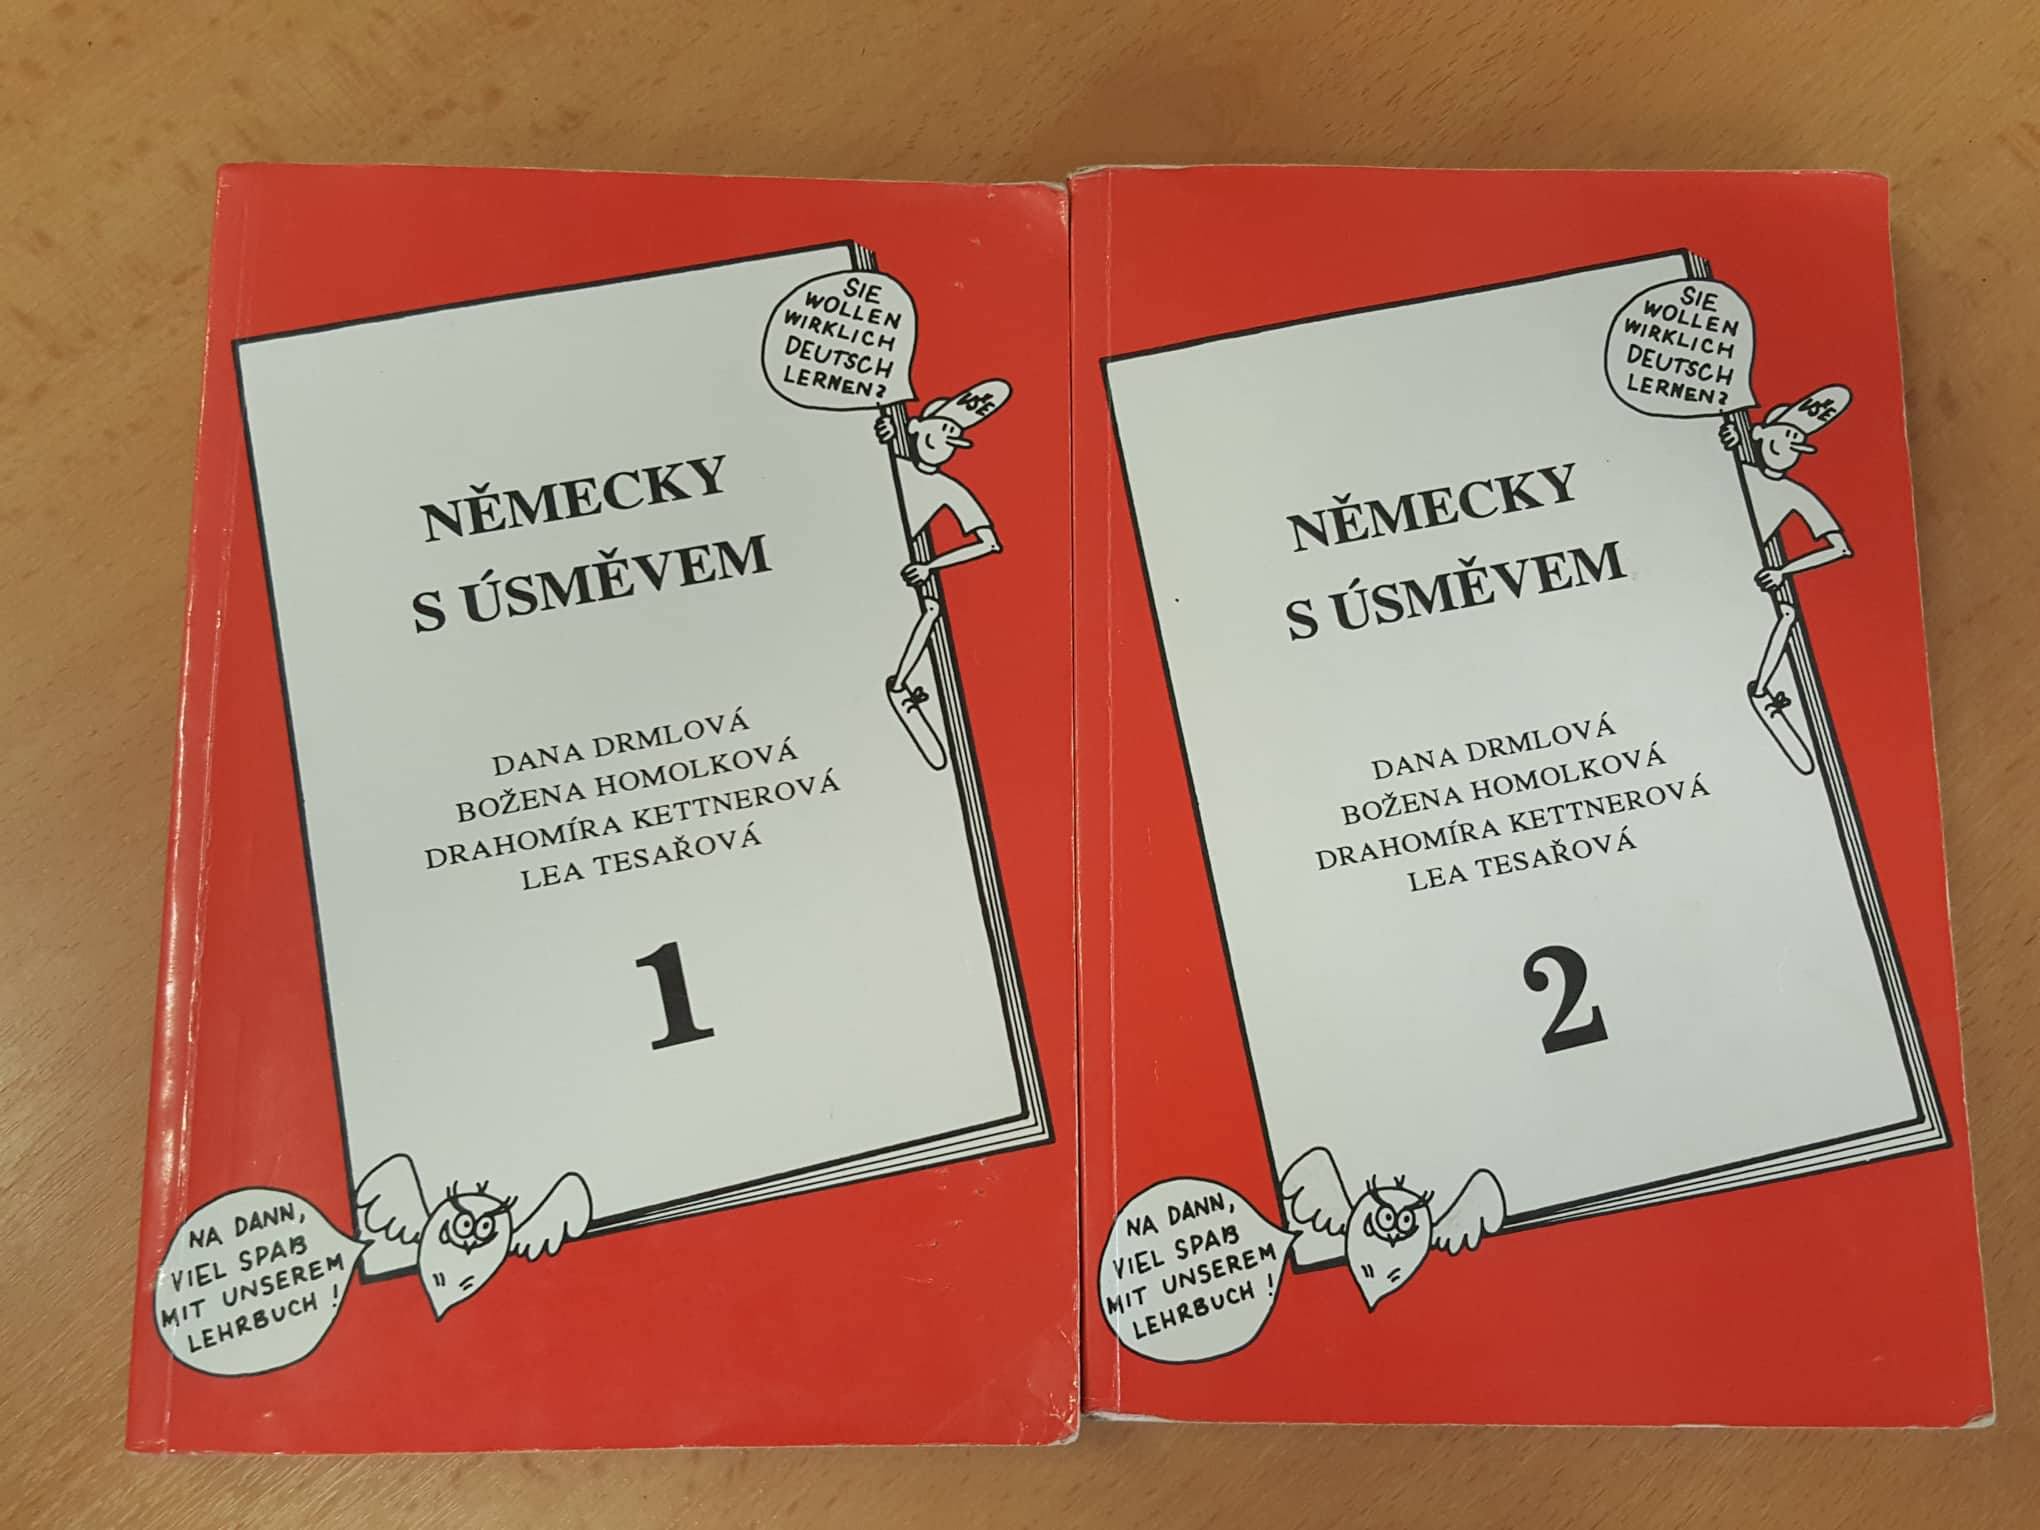 SIE
WOLLEN
WIRKLICH
DEUTSCH
LERNEN?
VŠE
NĚMECKY
S ÚSMĚVEM
DANA DRMLOVÁ
BOŽENA HOMOLKOVÁ
DRAHOMÍRA KETTNEROVÁ
LEA TESAŘOVÁ
1
NA DANN,
VIEL SPAß
MIT UNSEREM
LEHRBUCH!
SIE
WOLLEN
WIRKLICH
DEUTSCH
LERNEN?
VŠE
NĚMECKY
S ÚSMĚVEM
DANA DRMLOVÁ
BOŽENA HOMOLKOVÁ
DRAHOMÍRA KETTNEROVÁ
LEA TESAŘOVÁ
2
NA DANN,
VIEL SPAß
MIT UNSEREM
LEHRBUCH!